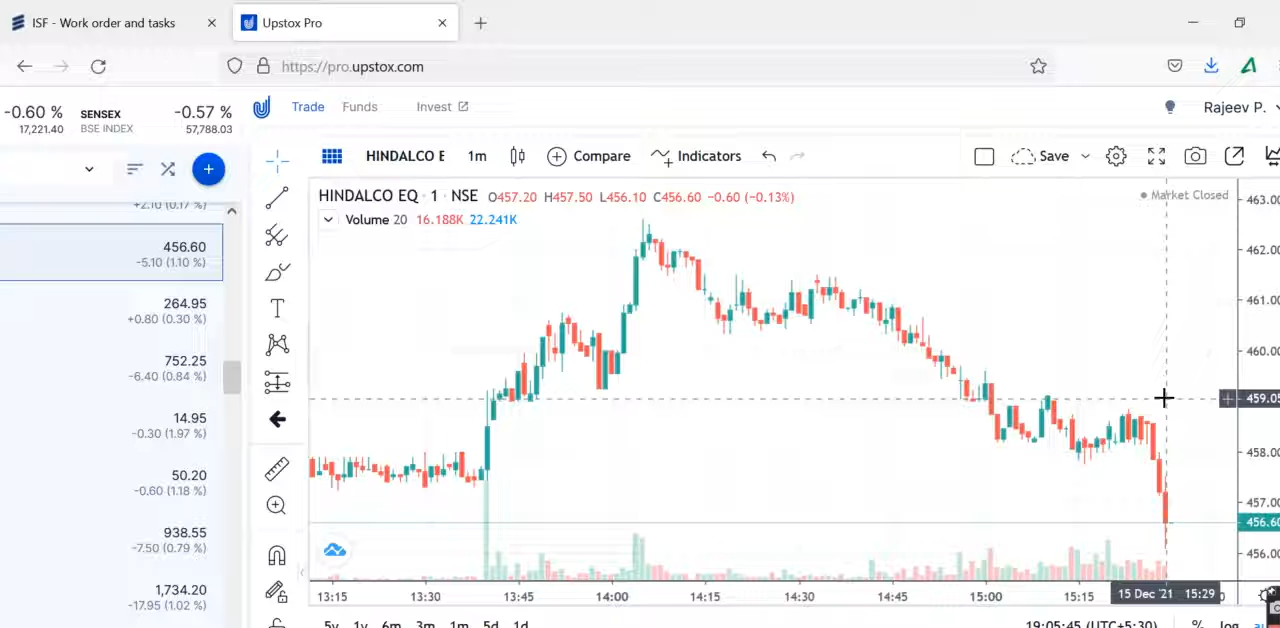 ISF - Work order and tasks
Upstox Pro
https://pro.upstox.com
-0.60 %
17,221.40
SENSEX
BSE INDEX
-0.57 %
57,788.03
Trade
Funds
Invest
Rajeev P.
HINDALCO E
1m
Compare
Indicators
Save
HINDALCO EQ · 1 · NSE O457.20 H457.50 L456.10 C456.60 -0.60 (-0.13%)
Market Closed
Volume 20 16.188K 22.241K
+2.10 (0.17 %)
456.60
-5.10 (1.10 %)
264.95
+0.80 (0.30 %)
752.25
-6.40 (0.84 %)
14.95
-0.30 (1.97 %)
50.20
-0.60 (1.18 %)
938.55
-7.50 (0.79 %)
1,734.20
-17.95 (1.02 %)
463.00
462.00
461.00
460.00
459.05
458.00
457.00
456.60
456.00
13:15 13:30 13:45 14:00 14:15 14:30 14:45 15:00 15:15 15 Dec '21 15:29
5y 1y 6m 3m 1m 5d 1d
19:05:45 (UTC+5:30) % log